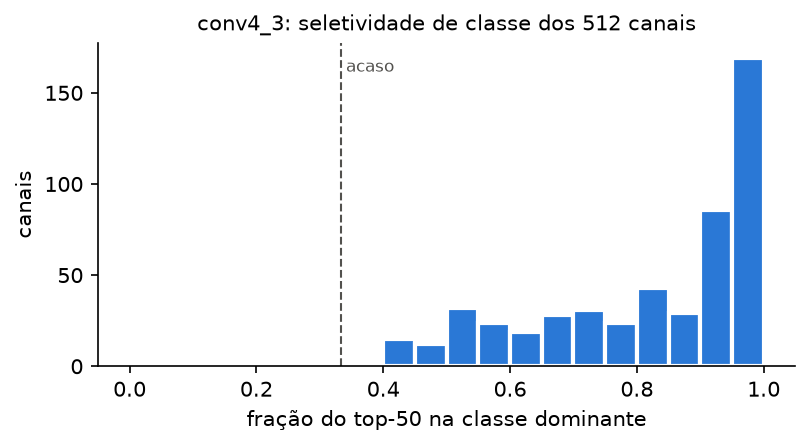 conv4_3: seletividade de classe dos 512 canais
acaso
150
100
50
0
canais
0.0 0.2 0.4 0.6 0.8 1.0
fração do top-50 na classe dominante